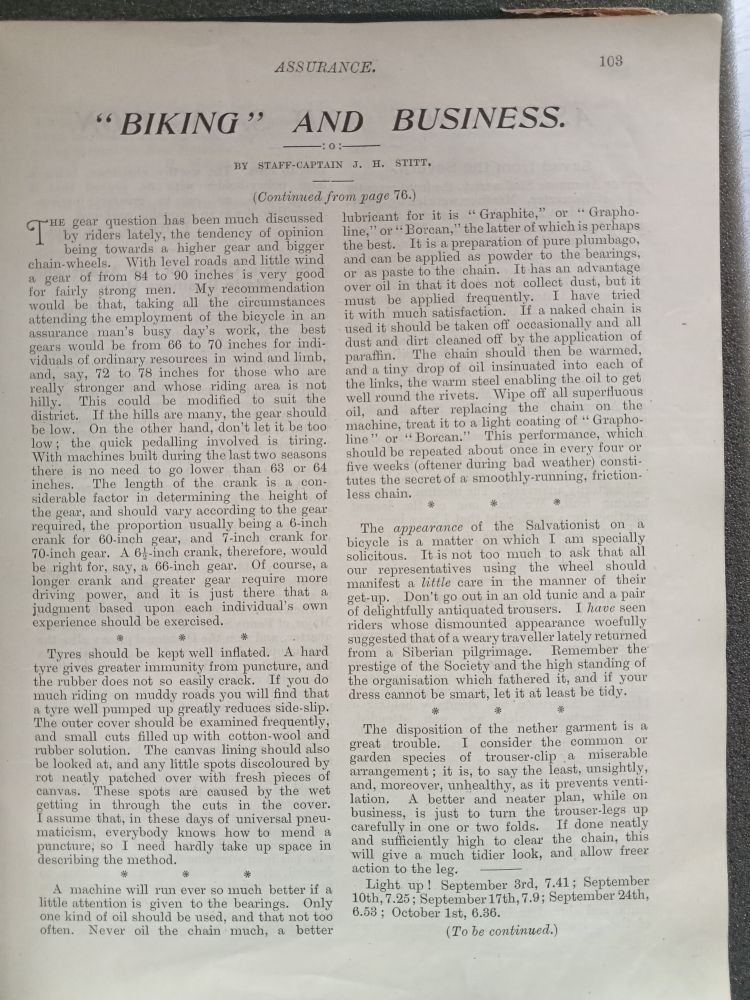 ASSURANCE.
103
"BIKING" AND BUSINESS.
:o:
BY STAFF-CAPTAIN J. H. STITT.
(Continued from page 76.)
THE gear question has been much discussed
by riders lately, the tendency of opinion
being towards a higher gear and bigger
chain-wheels. With level roads and little wind
a gear of from 84 to 90 inches is very good
for fairly strong men. My recommendation
would be that, taking all the circumstances
attending the employment of the bicycle in an
assurance man's busy day's work, the best
gears would be from 66 to 70 inches for indi-
viduals of ordinary resources in wind and limb,
and, say, 72 to 78 inches for those who are
really stronger and whose riding area is not
hilly. This could be modified to suit the
district. If the hills are many, the gear should
be low. On the other hand, don't let it be too
low; the quick pedalling involved is tiring.
With machines built during the last two seasons
there is no need to go lower than 63 or 64
inches. The length of the crank is a con-
siderable factor in determining the height of
the gear, and should vary according to the gear
required, the proportion usually being a 6-inch
crank for 60-inch gear, and 7-inch crank for
70-inch gear. A 6½-inch crank, therefore, would
be right for, say, a 66-inch gear. Of course, a
longer crank and greater gear require more
driving power, and it is just there that a
judgment based upon each individual's own
experience should be exercised.
* * *
Tyres should be kept well inflated. A hard
tyre gives greater immunity from puncture, and
the rubber does not so easily crack. If you do
much riding on muddy roads you will find that
a tyre well pumped up greatly reduces side-slip.
The outer cover should be examined frequently,
and small cuts filled up with cotton-wool and
rubber solution. The canvas lining should also
be looked at, and any little spots discoloured by
rot neatly patched over with fresh pieces of
canvas. These spots are caused by the wet
getting in through the cuts in the cover.
I assume that, in these days of universal pneu-
maticism, everybody knows how to mend a
puncture, so I need hardly take up space in
describing the method.
* * *
A machine will run ever so much better if a
little attention is given to the bearings. Only
one kind of oil should be used, and that not too
often. Never oil the chain much, a better
lubricant for it is "Graphite," or "Grapho-
line," or "Borcan," the latter of which is perhaps
the best. It is a preparation of pure plumbago,
and can be applied as powder to the bearings,
or as paste to the chain. It has an advantage
over oil in that it does not collect dust, but it
must be applied frequently. I have tried
it with much satisfaction. If a naked chain is
used it should be taken off occasionally and all
dust and dirt cleaned off by the application of
paraffin. The chain should then be warmed,
and a tiny drop of oil insinuated into each of
the links, the warm steel enabling the oil to get
well round the rivets. Wipe off all superfluous
oil, and after replacing the chain on the
machine, treat it to a light coating of "Grapho-
line" or "Borcan." This performance, which
should be repeated about once in every four or
five weeks (oftener during bad weather) consti-
tutes the secret of a smoothly-running, friction-
less chain.
* * *
The appearance of the Salvationist on a
bicycle is a matter on which I am specially
solicitous. It is not too much to ask that all
our representatives using the wheel should
manifest a little care in the manner of their
get-up. Don't go out in an old tunic and a pair
of delightfully antiquated trousers. I have seen
riders whose dismounted appearance woefully
suggested that of a weary traveller lately returned
from a Siberian pilgrimage. Remember the
prestige of the Society and the high standing of
the organisation which fathered it, and if your
dress cannot be smart, let it at least be tidy.
* * *
The disposition of the nether garment is a
great trouble. I consider the common or
garden species of trouser-clip a miserable
arrangement; it is, to say the least, unsightly,
and, moreover, unhealthy, as it prevents venti-
lation. A better and neater plan, while on
business, is just to turn the trouser-legs up
carefully in one or two folds. If done neatly
and sufficiently high to clear the chain, this
will give a much tidier look, and allow freer
action to the leg.
Light up! September 3rd, 7.41; September
10th, 7.25; September 17th, 7.9; September 24th,
6.53; October 1st, 6.36.
(To be continued.)